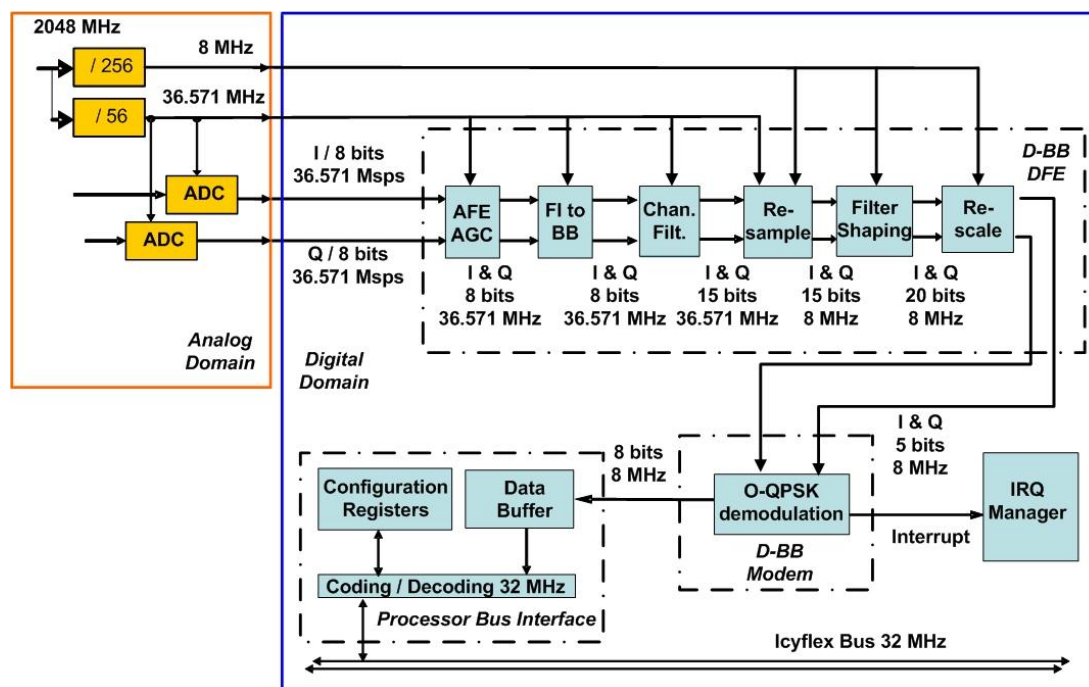 2048 MHz
/ 256
8 MHz
/ 56
36.571 MHz
ADC
ADC
I / 8 bits
36.571 Msps
Q / 8 bits
36.571 Msps
Analog
Domain
Digital
Domain
D-BB
DFE
AFE
AGC
FI to
BB
Chan.
Filt.
Re-
sample
Filter
Shaping
Re-
scale
I & Q
8 bits
36.571 MHz
I & Q
8 bits
36.571 MHz
I & Q
15 bits
36.571 MHz
I & Q
15 bits
8 MHz
I & Q
20 bits
8 MHz
I & Q
5 bits
8 MHz
8 bits
8 MHz
Configuration
Registers
Data
Buffer
O-QPSK
demodulation
D-BB
Modem
Interrupt
IRQ
Manager
Coding / Decoding 32 MHz
Processor Bus Interface
Icyflex Bus 32 MHz